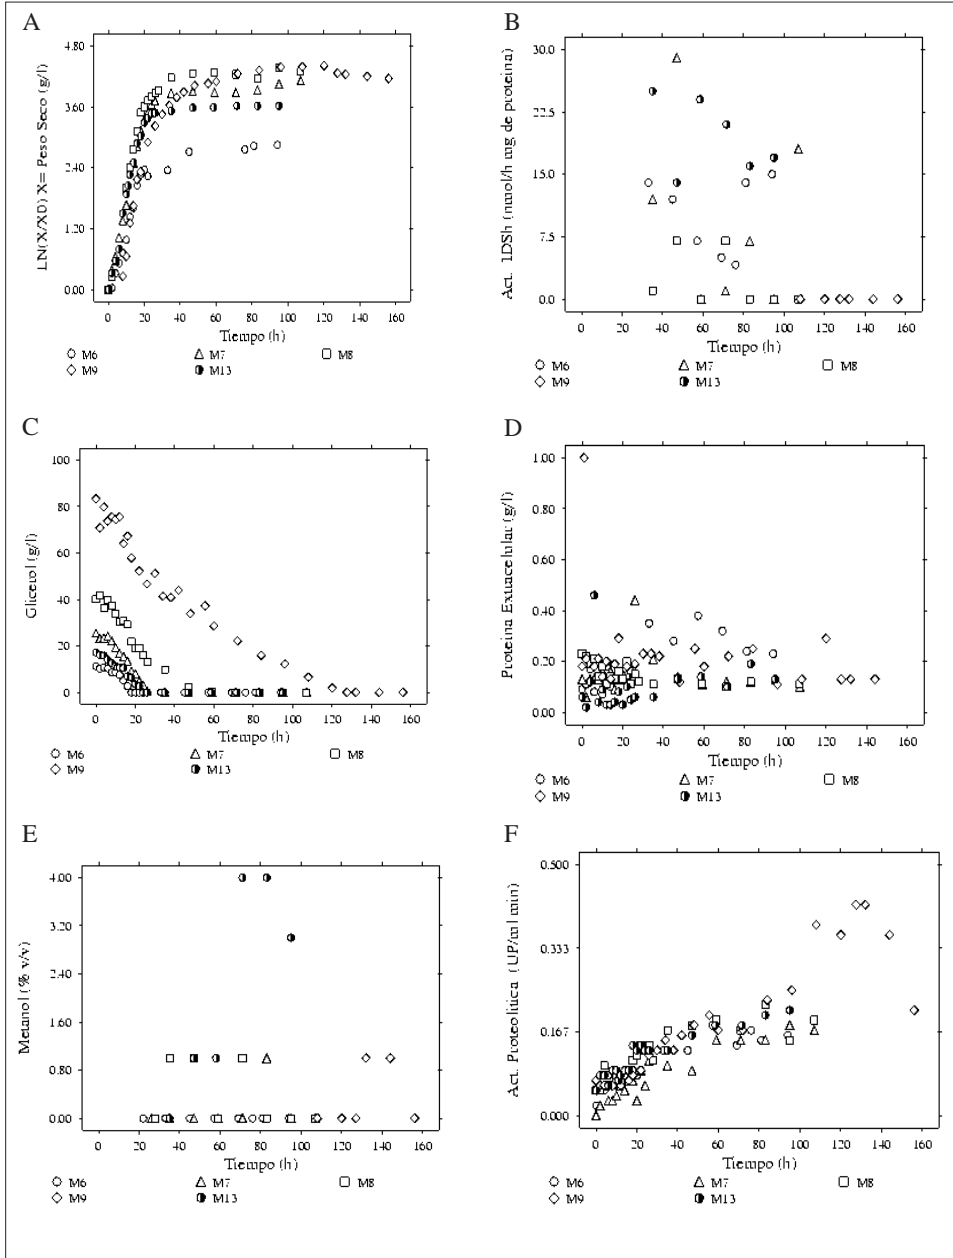 A
4.80
3.60
2.40
1.20
0.00
LN(X/X0) X= Peso Seco (g/l)
0 20 40 60 80 100 120 140 160
Tiempo (h)
M6 M7 M8
M9 M13
B
30.0
22.5
15.0
7.5
0.0
Act. IDSh (nmol/h mg de proteina)
20 40 60 80 100 120 140 160
Tiempo (h)
M6 M7 M8
M9 M13
C
100
80
60
40
20
0
Glicerol (g/l)
0 20 40 60 80 100 120 140 160
Tiempo (h)
M6 M7 M8
M9 M13
D
1.00
0.80
0.60
0.40
0.20
0.00
Proteina Extracelular (g/l)
0 20 40 60 80 100 120 140 160
Tiempo (h)
M6 M7 M8
M9 M13
E
4.00
3.20
2.40
1.60
0.80
0.00
Metanol (% v/v)
0 20 40 60 80 100 120 140 160
Tiempo (h)
M6 M7 M8
M9 M13
F
0.500
0.333
0.167
0.000
Act. Proteolitica (UP/ml min)
0 20 40 60 80 100 120 140 160
Tiempo (h)
M6 M7 M8
M9 M13